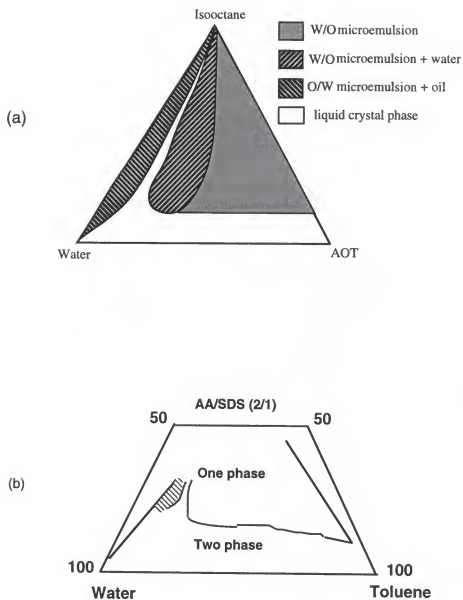 Isooctane
W/O microemulsion
W/O microemulsion + water
O/W microemulsion + oil
liquid crystal phase
(a)
Water
AOT
AA/SDS (2/1)
50
50
One phase
(b)
Two phase
100
100
Water
Toluene